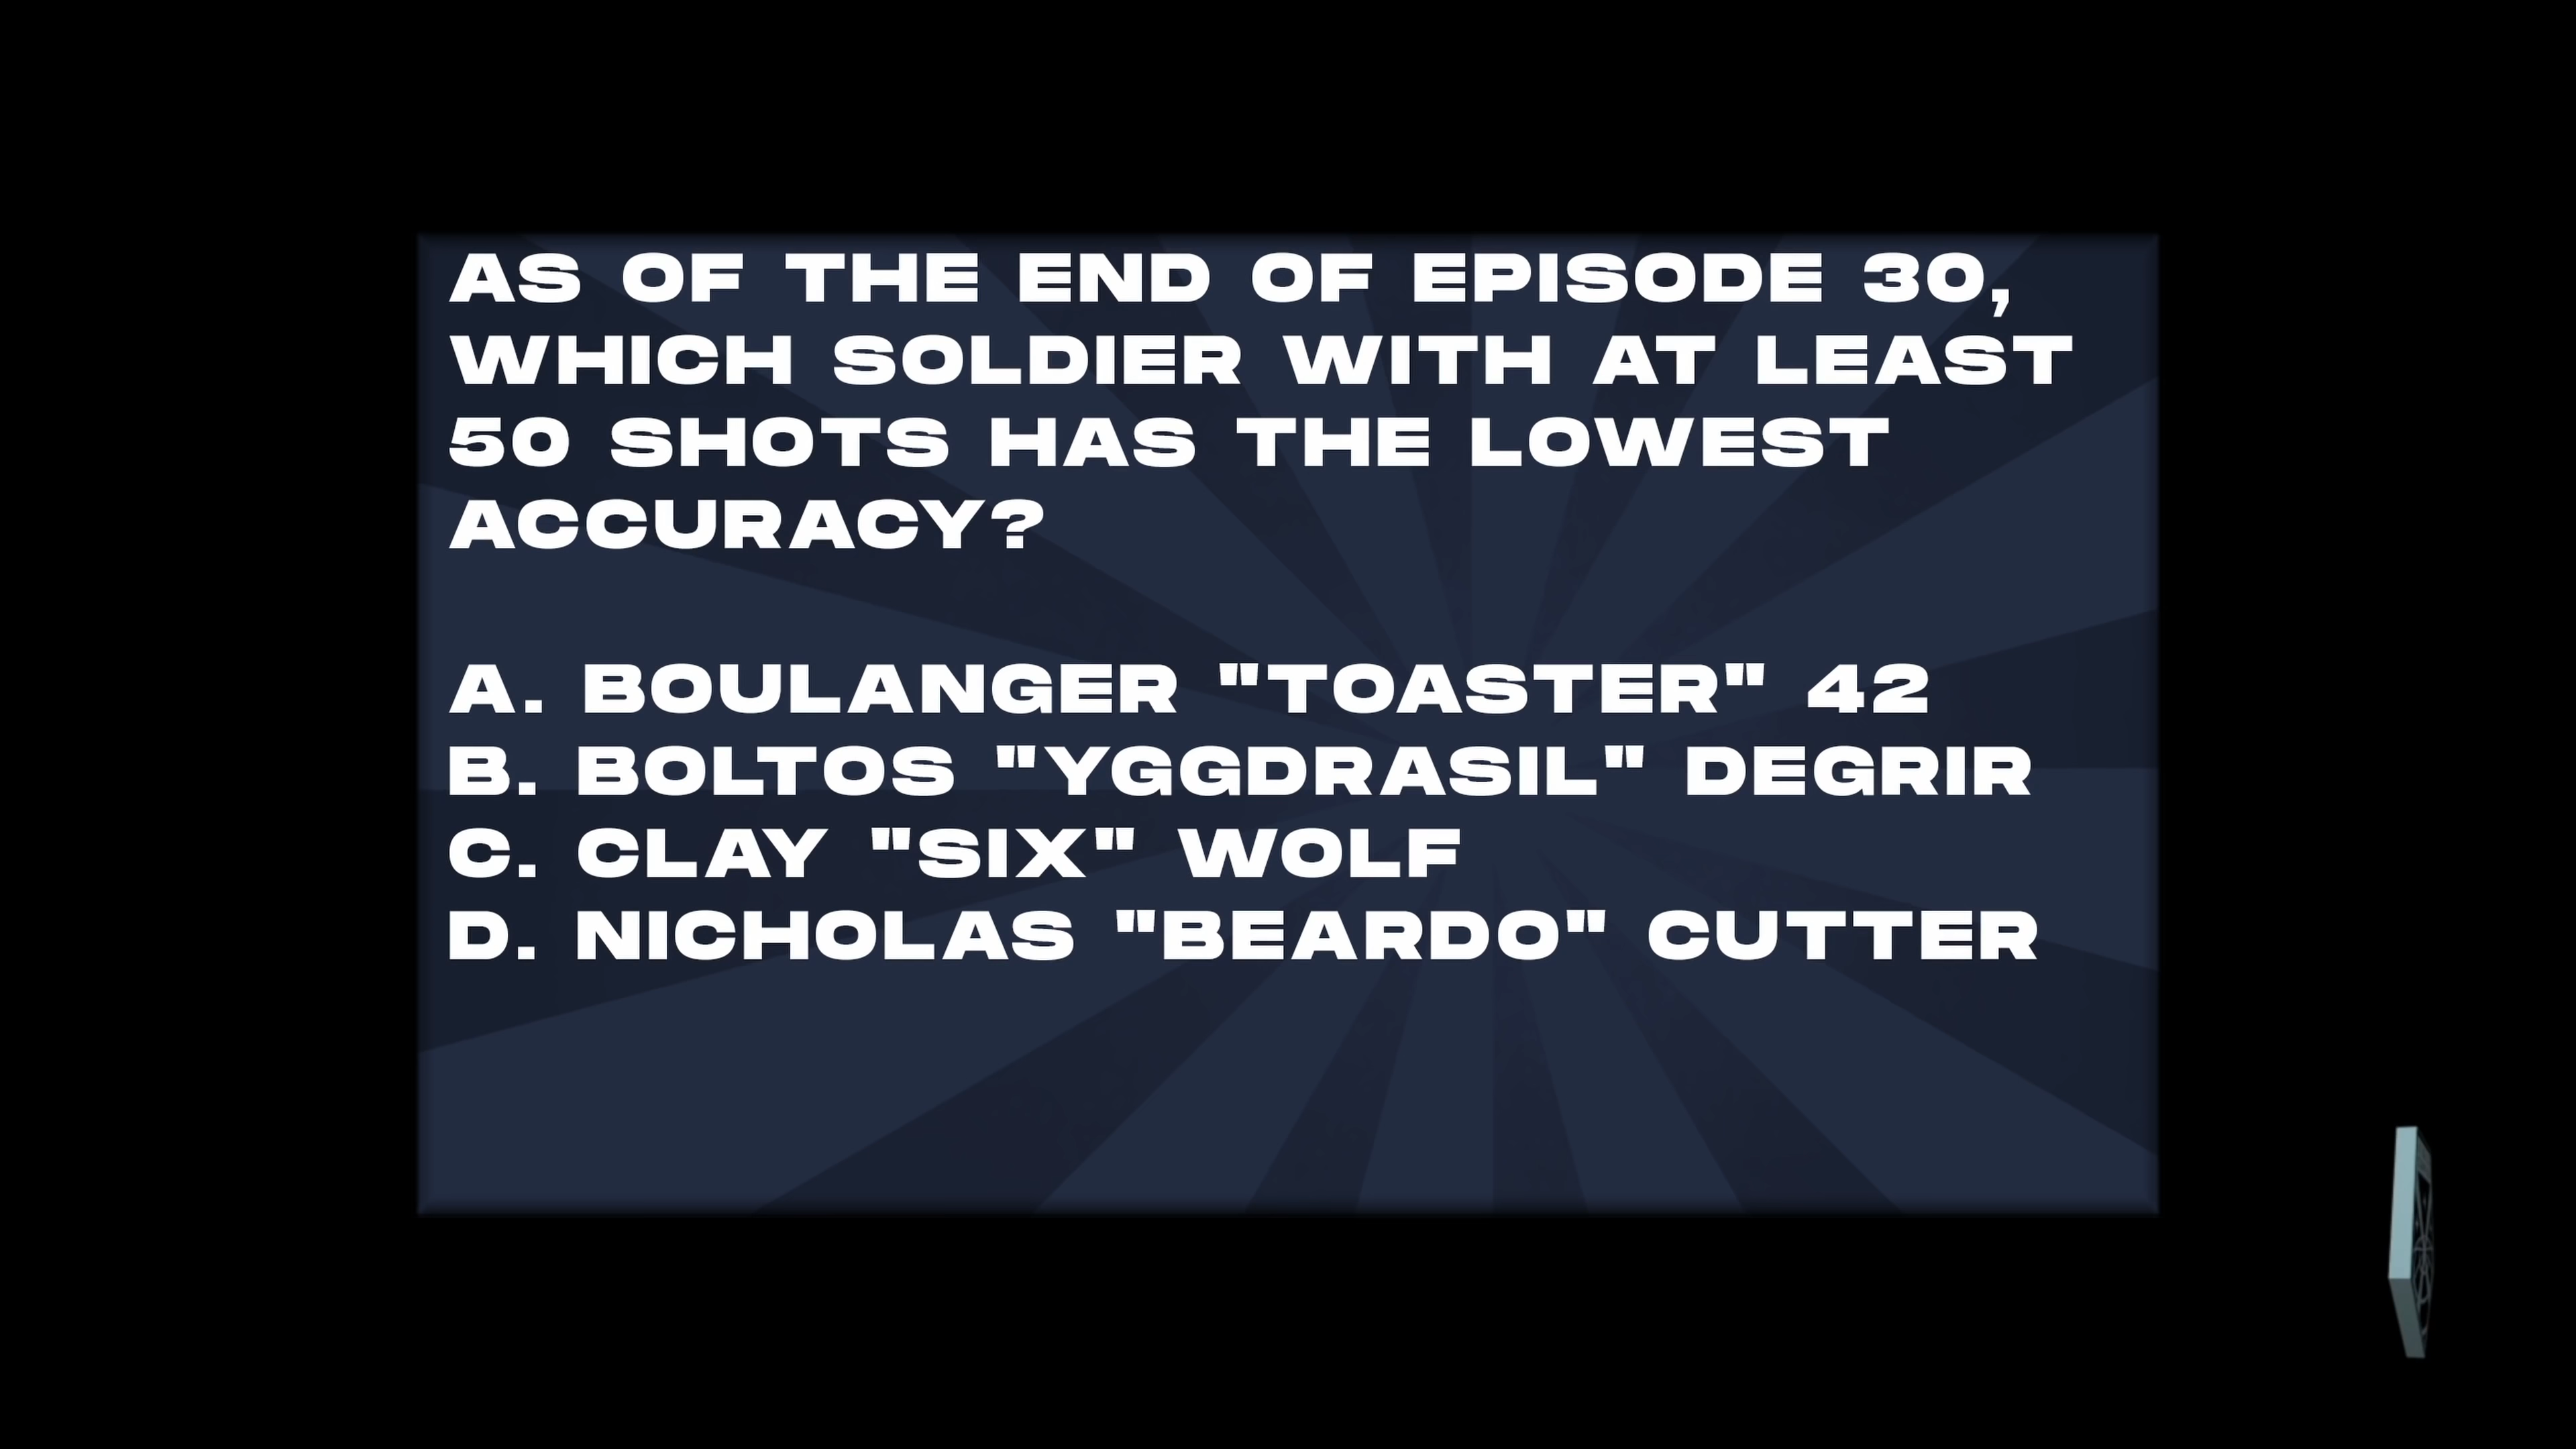 AS OF THE END OF EPISODE 30,
WHICH SOLDIER WITH AT LEAST
50 SHOTS HAS THE LOWEST
ACCURACY?
A. BOULANGER "TOASTER" 42
B. BOLTOS "YGGDRASIL" DEGRIR
C. CLAY "SIX" WOLF
D. NICHOLAS "BEARDO" CUTTER